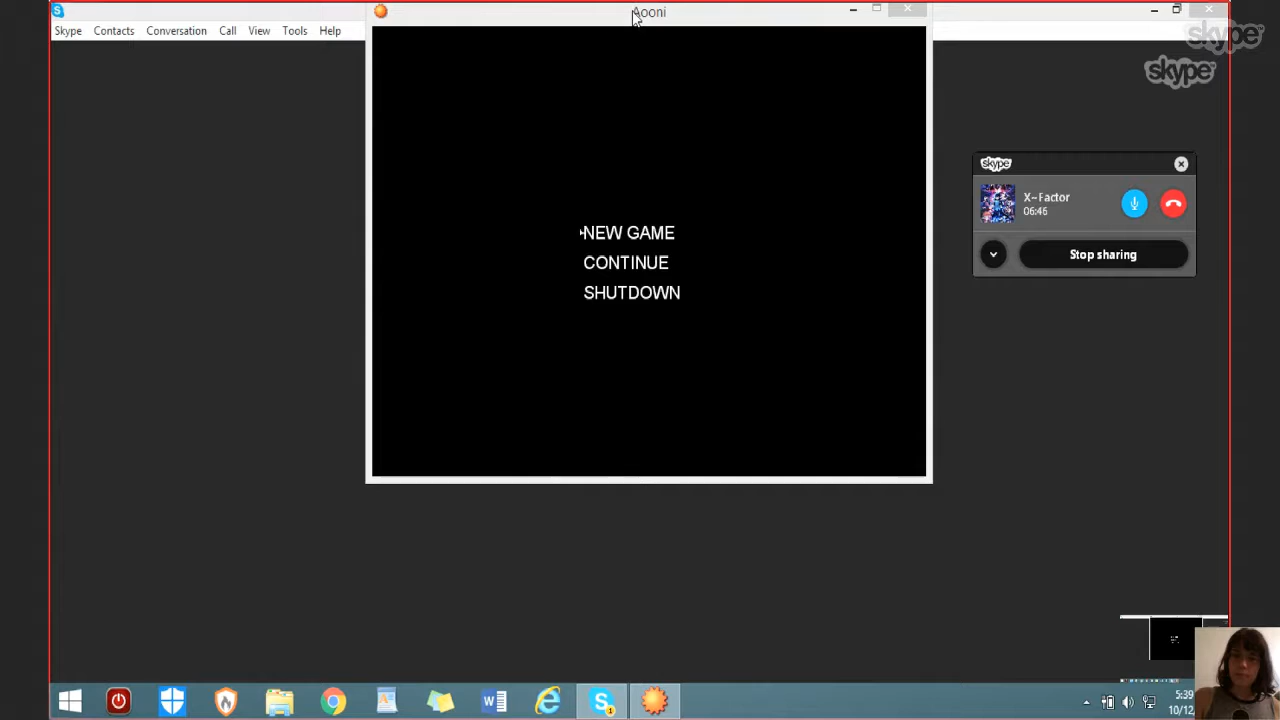 Aooni
Skype Contacts Conversation Call View Tools Help
skype
skype
skype
X-Factor
06:46
Stop sharing
NEW GAME
CONTINUE
SHUTDOWN
5:39
10/12